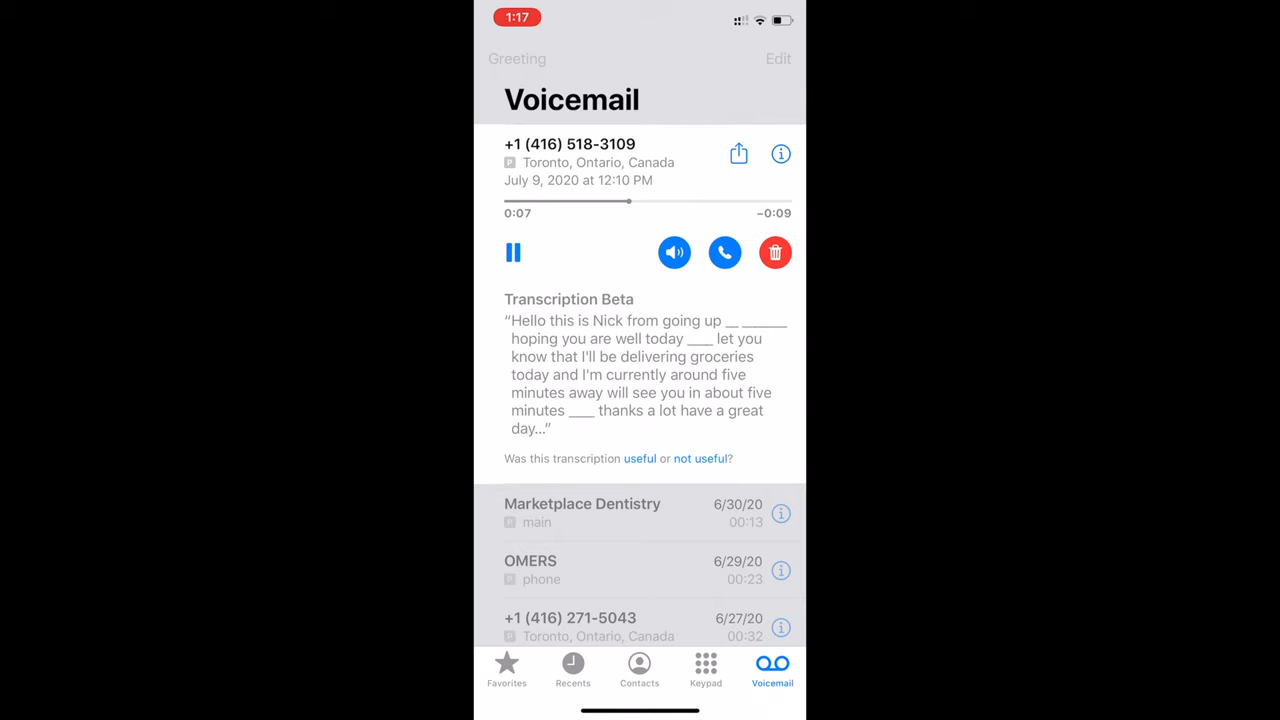 1:17
Greeting
Edit
Voicemail
+1 (416) 518-3109
P Toronto, Ontario, Canada
July 9, 2020 at 12:10 PM
0:07
−0:09
Transcription Beta
“Hello this is Nick from going up __ _______
hoping you are well today ____ let you
know that I'll be delivering groceries
today and I'm currently around five
minutes away will see you in about five
minutes ____ thanks a lot have a great
day...”
Was this transcription useful or not useful?
Marketplace Dentistry 6/30/20
P main 00:13
OMERS 6/29/20
P phone 00:23
+1 (416) 271-5043 6/27/20
P Toronto, Ontario, Canada 00:32
Favorites Recents Contacts Keypad Voicemail